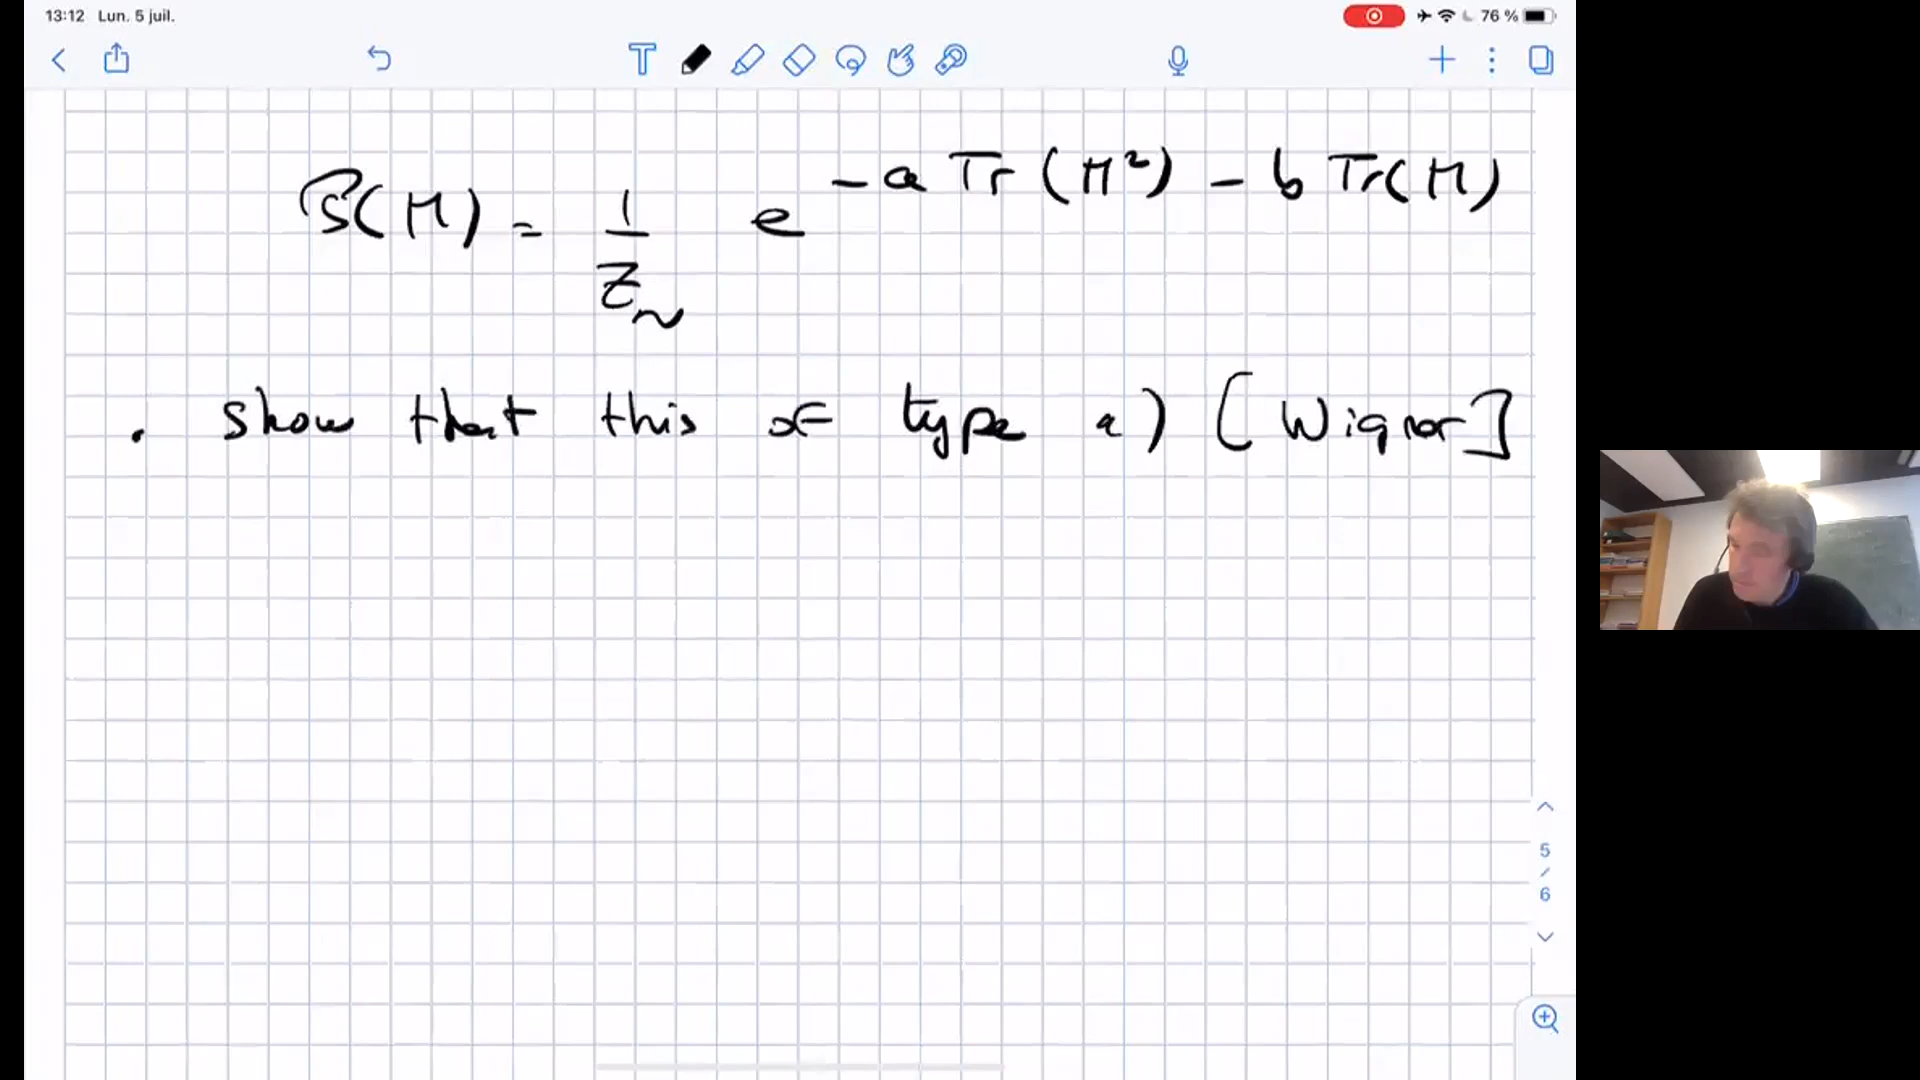 13:12 Lun. 5 juil. 76 %
T
P̂(M) = 1/Z_N e^{- a Tr (M²) - b Tr(M)}
. show that this of type a) [Wigner]
5
/
6